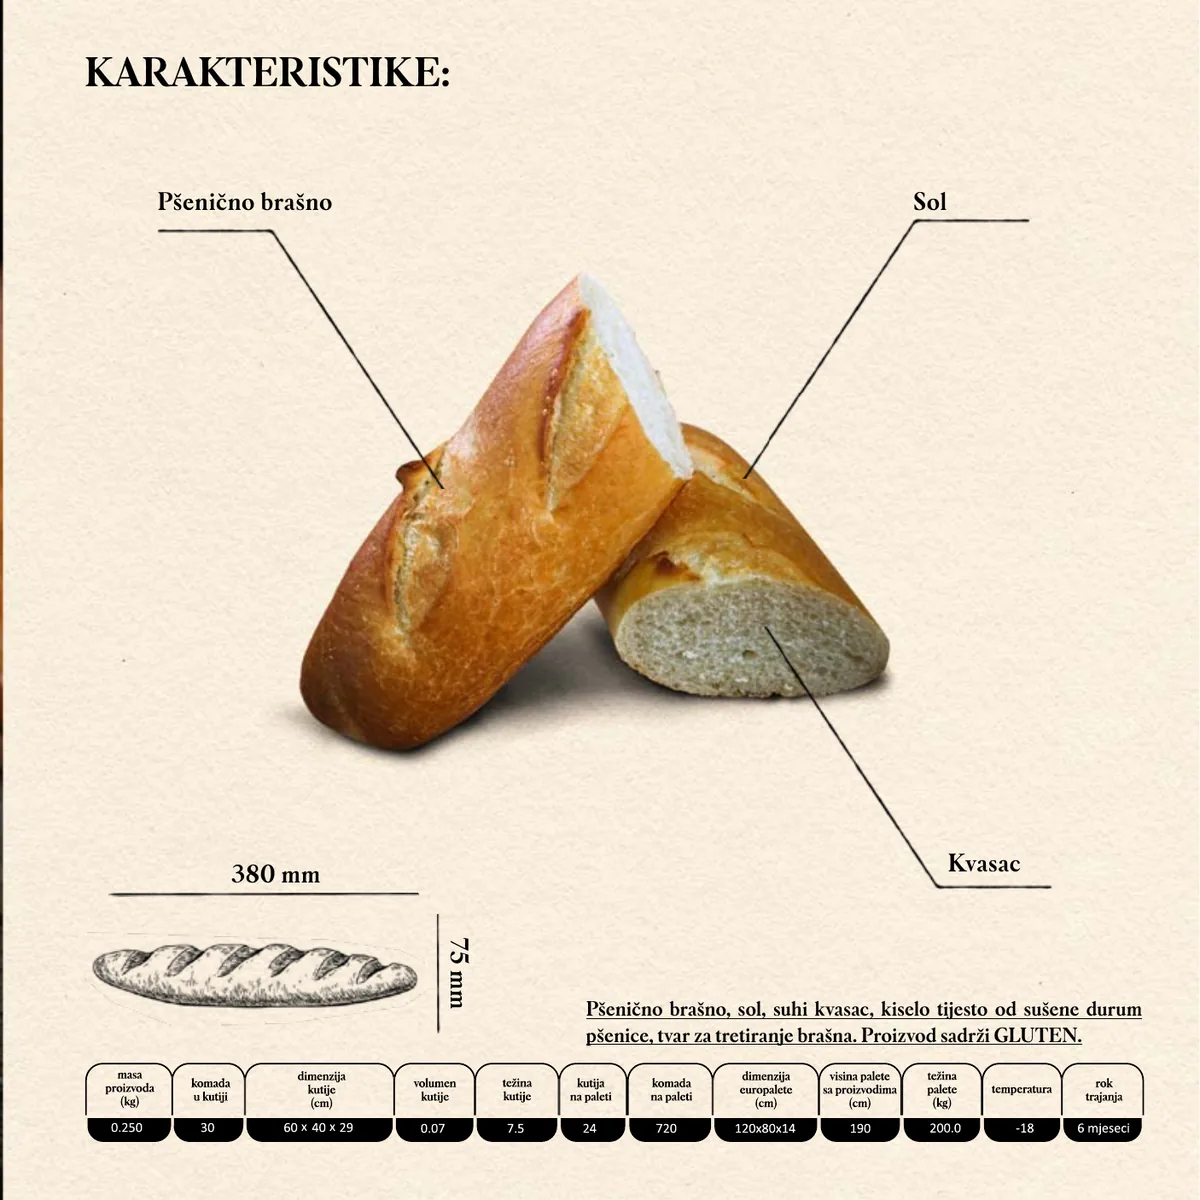 KARAKTERISTIKE:
Pšenično brašno
Sol
Kvasac
380 mm
75 mm
Pšenično brašno, sol, suhi kvasac, kiselo tijesto od sušene durum
pšenice, tvar za tretiranje brašna. Proizvod sadrži GLUTEN.
masa
proizvoda
(kg)
0.250
komada
u kutiji
30
dimenzija
kutije
(cm)
60 x 40 x 29
volumen
kutije
0.07
težina
kutije
7.5
kutija
na paleti
24
komada
na paleti
720
dimenzija
europalete
(cm)
120x80x14
visina palete
sa proizvodima
(cm)
190
težina
palete
(kg)
200.0
temperatura
-18
rok
trajanja
6 mjeseci